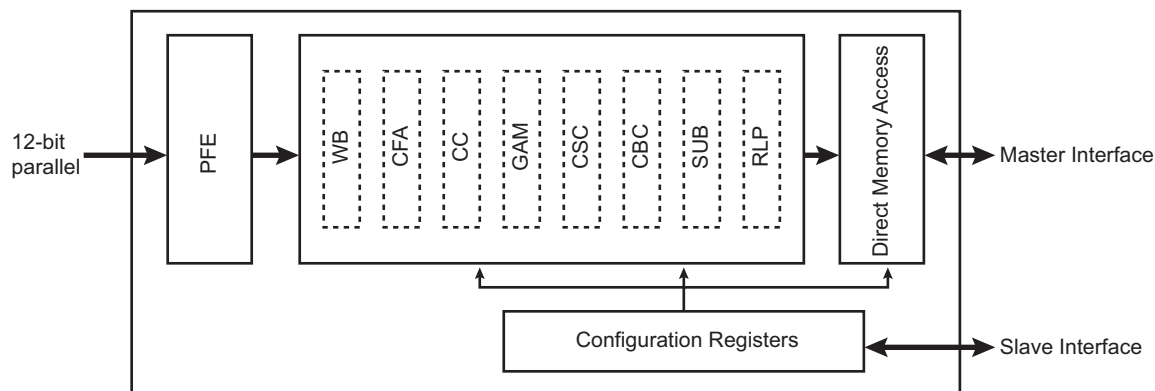 12-bit
parallel
PFE
WB
CFA
CC
GAM
CSC
CBC
SUB
RLP
Direct Memory Access
Master Interface
Configuration Registers
Slave Interface